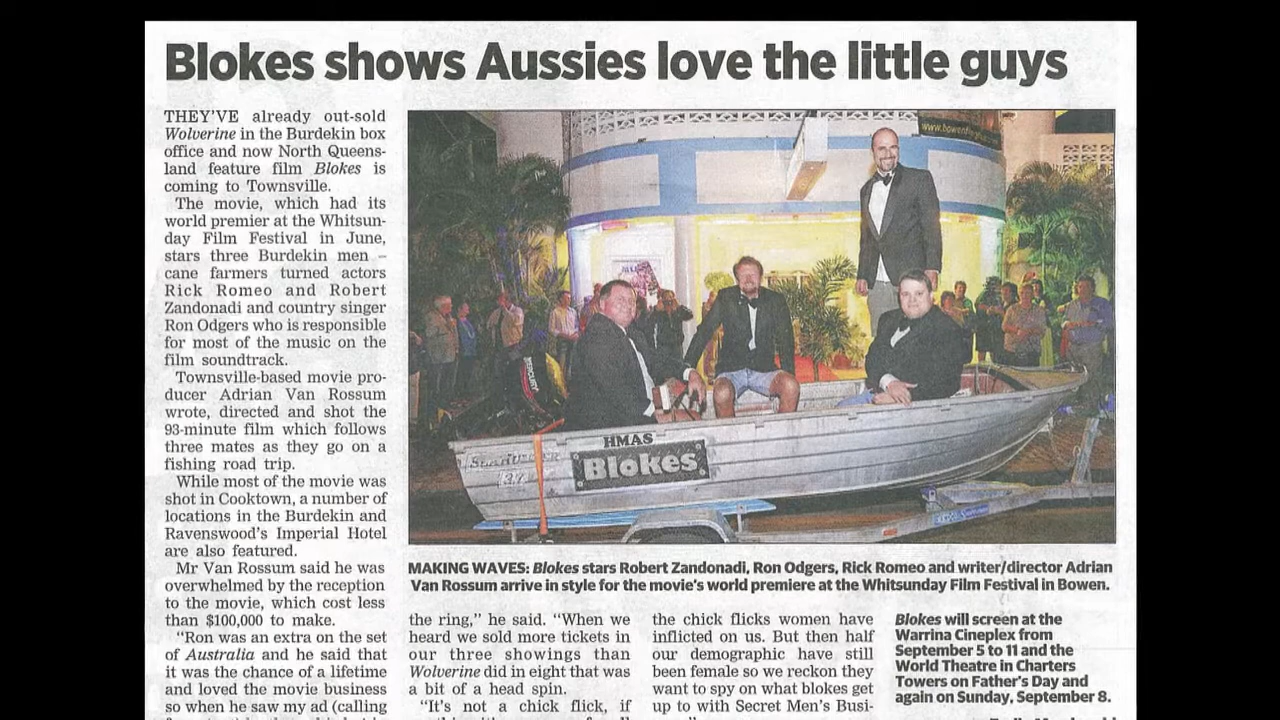 Blokes shows Aussies love the little guys
THEY'VE already out-sold
Wolverine in the Burdekin box
office and now North Queens-
land feature film Blokes is
coming to Townsville.
The movie, which had its
world premier at the Whitsun-
day Film Festival in June,
stars three Burdekin men –
cane farmers turned actors
Rick Romeo and Robert
Zandonadi and country singer
Ron Odgers who is responsible
for most of the music on the
film soundtrack.
Townsville-based movie pro-
ducer Adrian Van Rossum
wrote, directed and shot the
93-minute film which follows
three mates as they go on a
fishing road trip.
While most of the movie was
shot in Cooktown, a number of
locations in the Burdekin and
Ravenswood's Imperial Hotel
are also featured.
Mr Van Rossum said he was
overwhelmed by the reception
to the movie, which cost less
than $100,000 to make.
"Ron was an extra on the set
of Australia and he said that
it was the chance of a lifetime
and loved the movie business
so when he saw my ad (calling
MERCURY
HMAS
Blokes
MAKING WAVES: Blokes stars Robert Zandonadi, Ron Odgers, Rick Romeo and writer/director Adrian
Van Rossum arrive in style for the movie's world premiere at the Whitsunday Film Festival in Bowen.
the ring," he said. "When we
heard we sold more tickets in
our three showings than
Wolverine did in eight that was
a bit of a head spin.
"It's not a chick flick, if
the chick flicks women have
inflicted on us. But then half
our demographic have still
been female so we reckon they
want to spy on what blokes get
up to with Secret Men's Busi-
Blokes will screen at the
Warrina Cineplex from
September 5 to 11 and the
World Theatre in Charters
Towers on Father's Day and
again on Sunday, September 8.